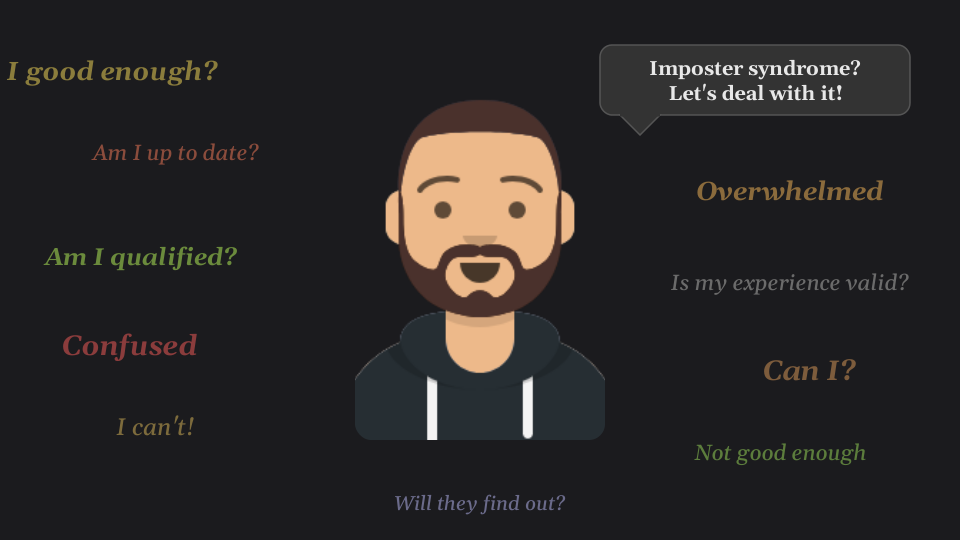 I good enough?
Imposter syndrome?
Let's deal with it!
Am I up to date?
Overwhelmed
Am I qualified?
Is my experience valid?
Confused
Can I?
I can't!
Not good enough
Will they find out?